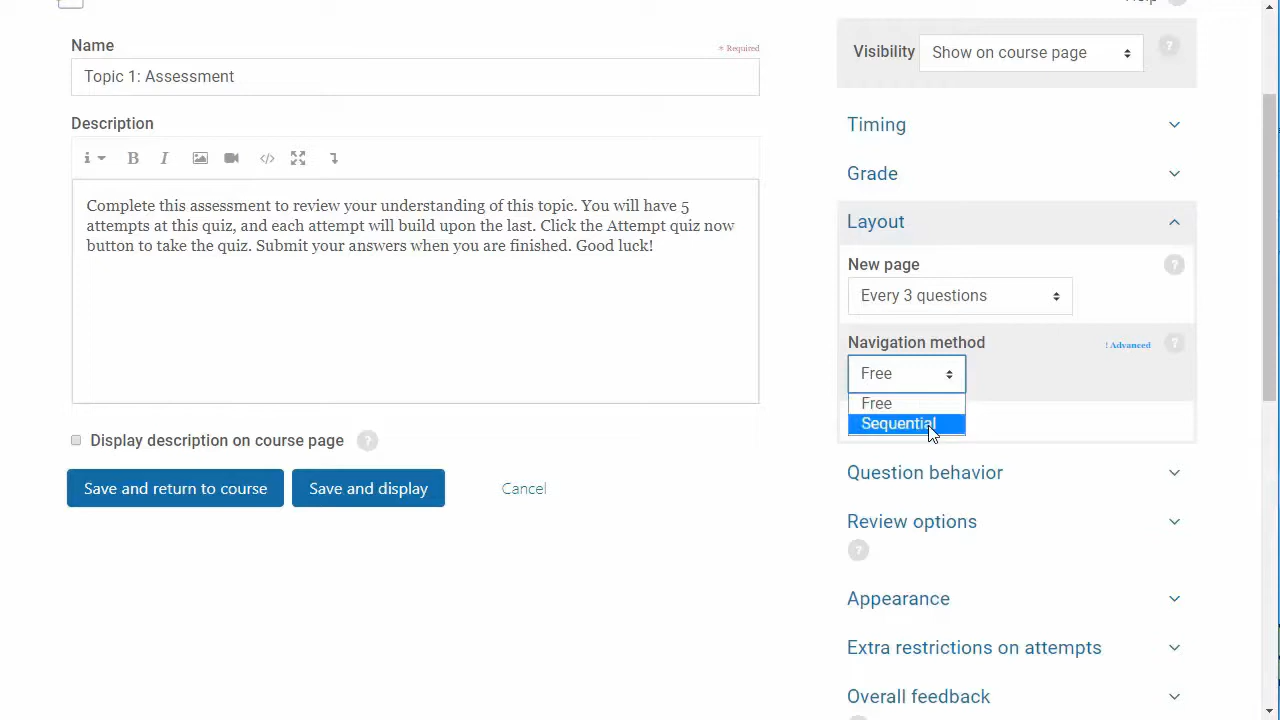 Help
Name
* Required
Topic 1: Assessment
Description
i
B
I
</>
Complete this assessment to review your understanding of this topic. You will have 5
attempts at this quiz, and each attempt will build upon the last. Click the Attempt quiz now
button to take the quiz. Submit your answers when you are finished. Good luck!
Display description on course page
?
Save and return to course
Save and display
Cancel
Visibility
Show on course page
?
Timing
Grade
Layout
New page
?
Every 3 questions
Navigation method
! Advanced
?
Free
Free
Sequential
Question behavior
Review options
?
Appearance
Extra restrictions on attempts
Overall feedback